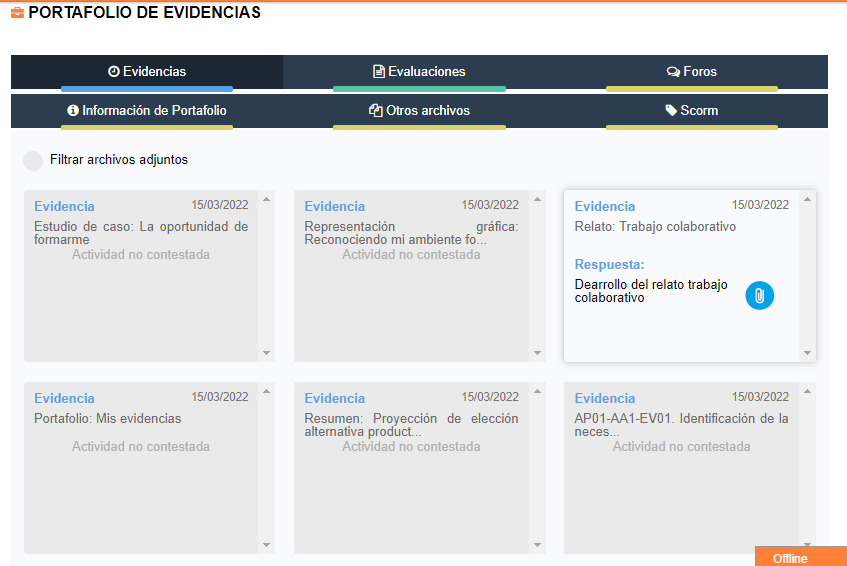 PORTAFOLIO DE EVIDENCIAS
Evidencias
Evaluaciones
Foros
Información de Portafolio
Otros archivos
Scorm
Filtrar archivos adjuntos
Evidencia 15/03/2022
Estudio de caso: La oportunidad de
formarme
Actividad no contestada
Evidencia 15/03/2022
Representación gráfica:
Reconociendo mi ambiente fo...
Actividad no contestada
Evidencia 15/03/2022
Relato: Trabajo colaborativo
Respuesta:
Dearrollo del relato trabajo
colaborativo
Evidencia 15/03/2022
Portafolio: Mis evidencias
Actividad no contestada
Evidencia 15/03/2022
Resumen: Proyección de elección
alternativa product...
Actividad no contestada
Evidencia 15/03/2022
AP01-AA1-EV01. Identificación de la
neces...
Actividad no contestada
Offline